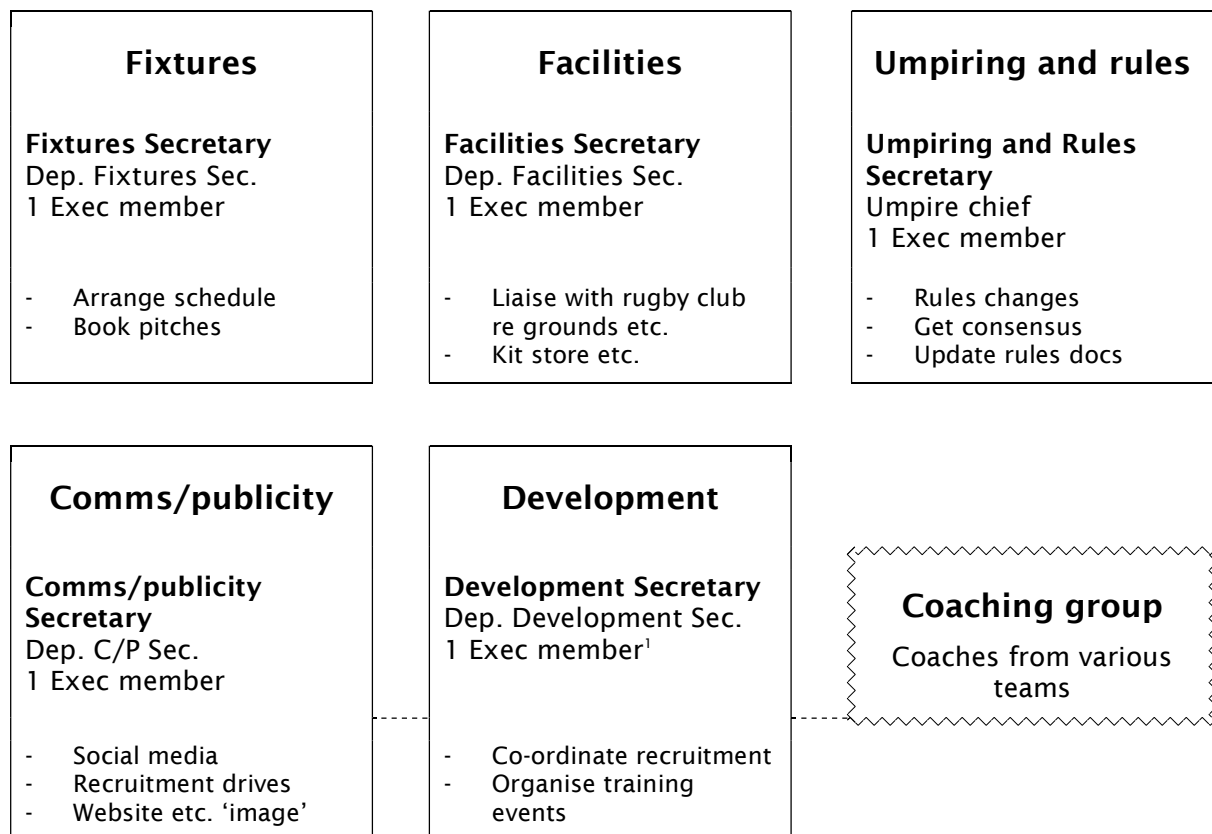 Fixtures
Fixtures Secretary
Dep. Fixtures Sec.
1 Exec member
- Arrange schedule
- Book pitches
Facilities
Facilities Secretary
Dep. Facilities Sec.
1 Exec member
- Liaise with rugby club
re grounds etc.
- Kit store etc.
Umpiring and rules
Umpiring and Rules
Secretary
Umpire chief
1 Exec member
- Rules changes
- Get consensus
- Update rules docs
Comms/publicity
Comms/publicity
Secretary
Dep. C/P Sec.
1 Exec member
- Social media
- Recruitment drives
- Website etc. ‘image’
Development
Development Secretary
Dep. Development Sec.
1 Exec member¹
- Co-ordinate recruitment
- Organise training
events
Coaching group
Coaches from various
teams